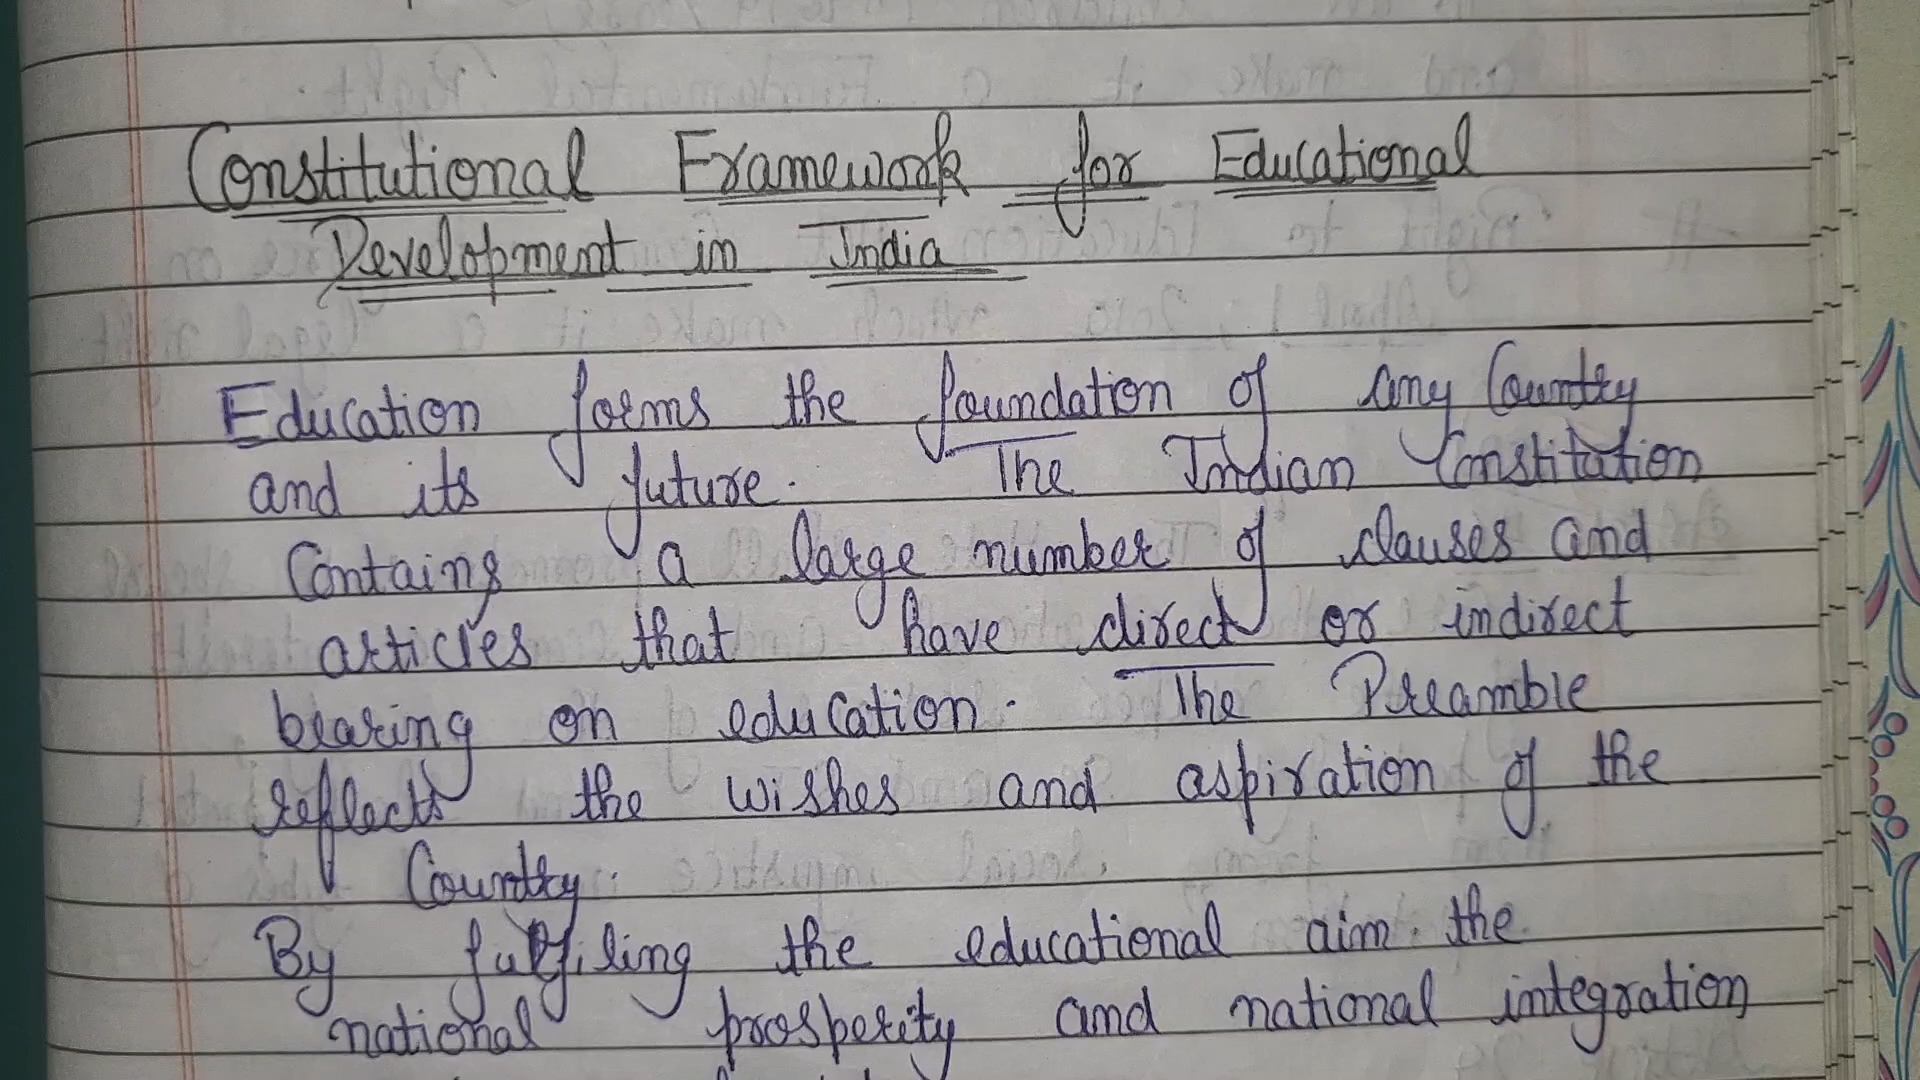 Constitutional Framework for Educational
Development in India
Education forms the foundation of any Country
and its future. The Indian Constitution
Contains a large number of clauses and
articles that have direct or indirect
bearing on education. The Preamble
reflects the wishes and aspiration of the
Country.
By fulfiling the educational aim the
national prosperity and national integration